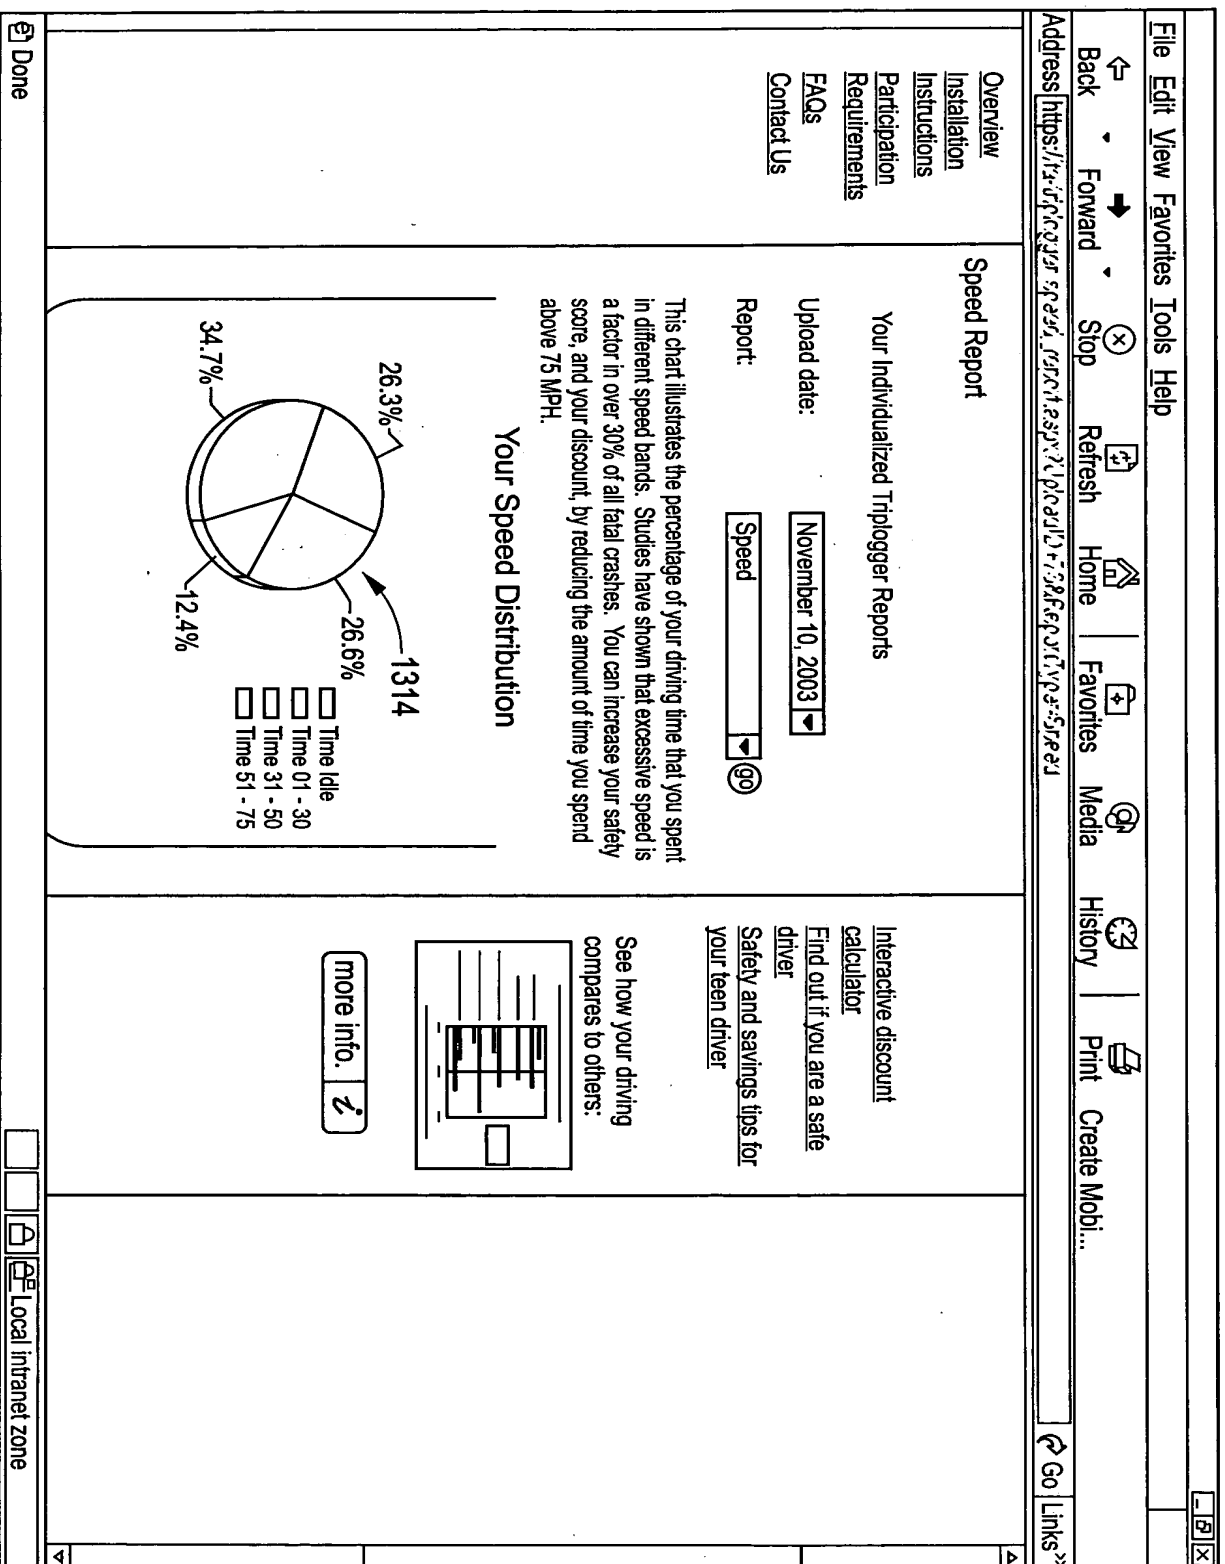 File Edit View Favorites Tools Help
Back Forward Stop Refresh Home Favorites Media History Print Create Mobi...
Address https:// Go Links »
Overview
Installation
Instructions
Participation
Requirements
FAQs
Contact Us
Speed Report
Your Individualized Triplogger Reports
Upload date: November 10, 2003
Report: Speed go
This chart illustrates the percentage of your driving time that you spent
in different speed bands. Studies have shown that excessive speed is
a factor in over 30% of all fatal crashes. You can increase your safety
score, and your discount, by reducing the amount of time you spend
above 75 MPH.
Your Speed Distribution
1314
26.3%
26.6%
34.7%
12.4%
Time Idle
Time 01 - 30
Time 31 - 50
Time 51 - 75
Interactive discount
calculator
Find out if you are a safe
driver
Safety and savings tips for
your teen driver
See how your driving
compares to others:
more info. i
Done
Local intranet zone